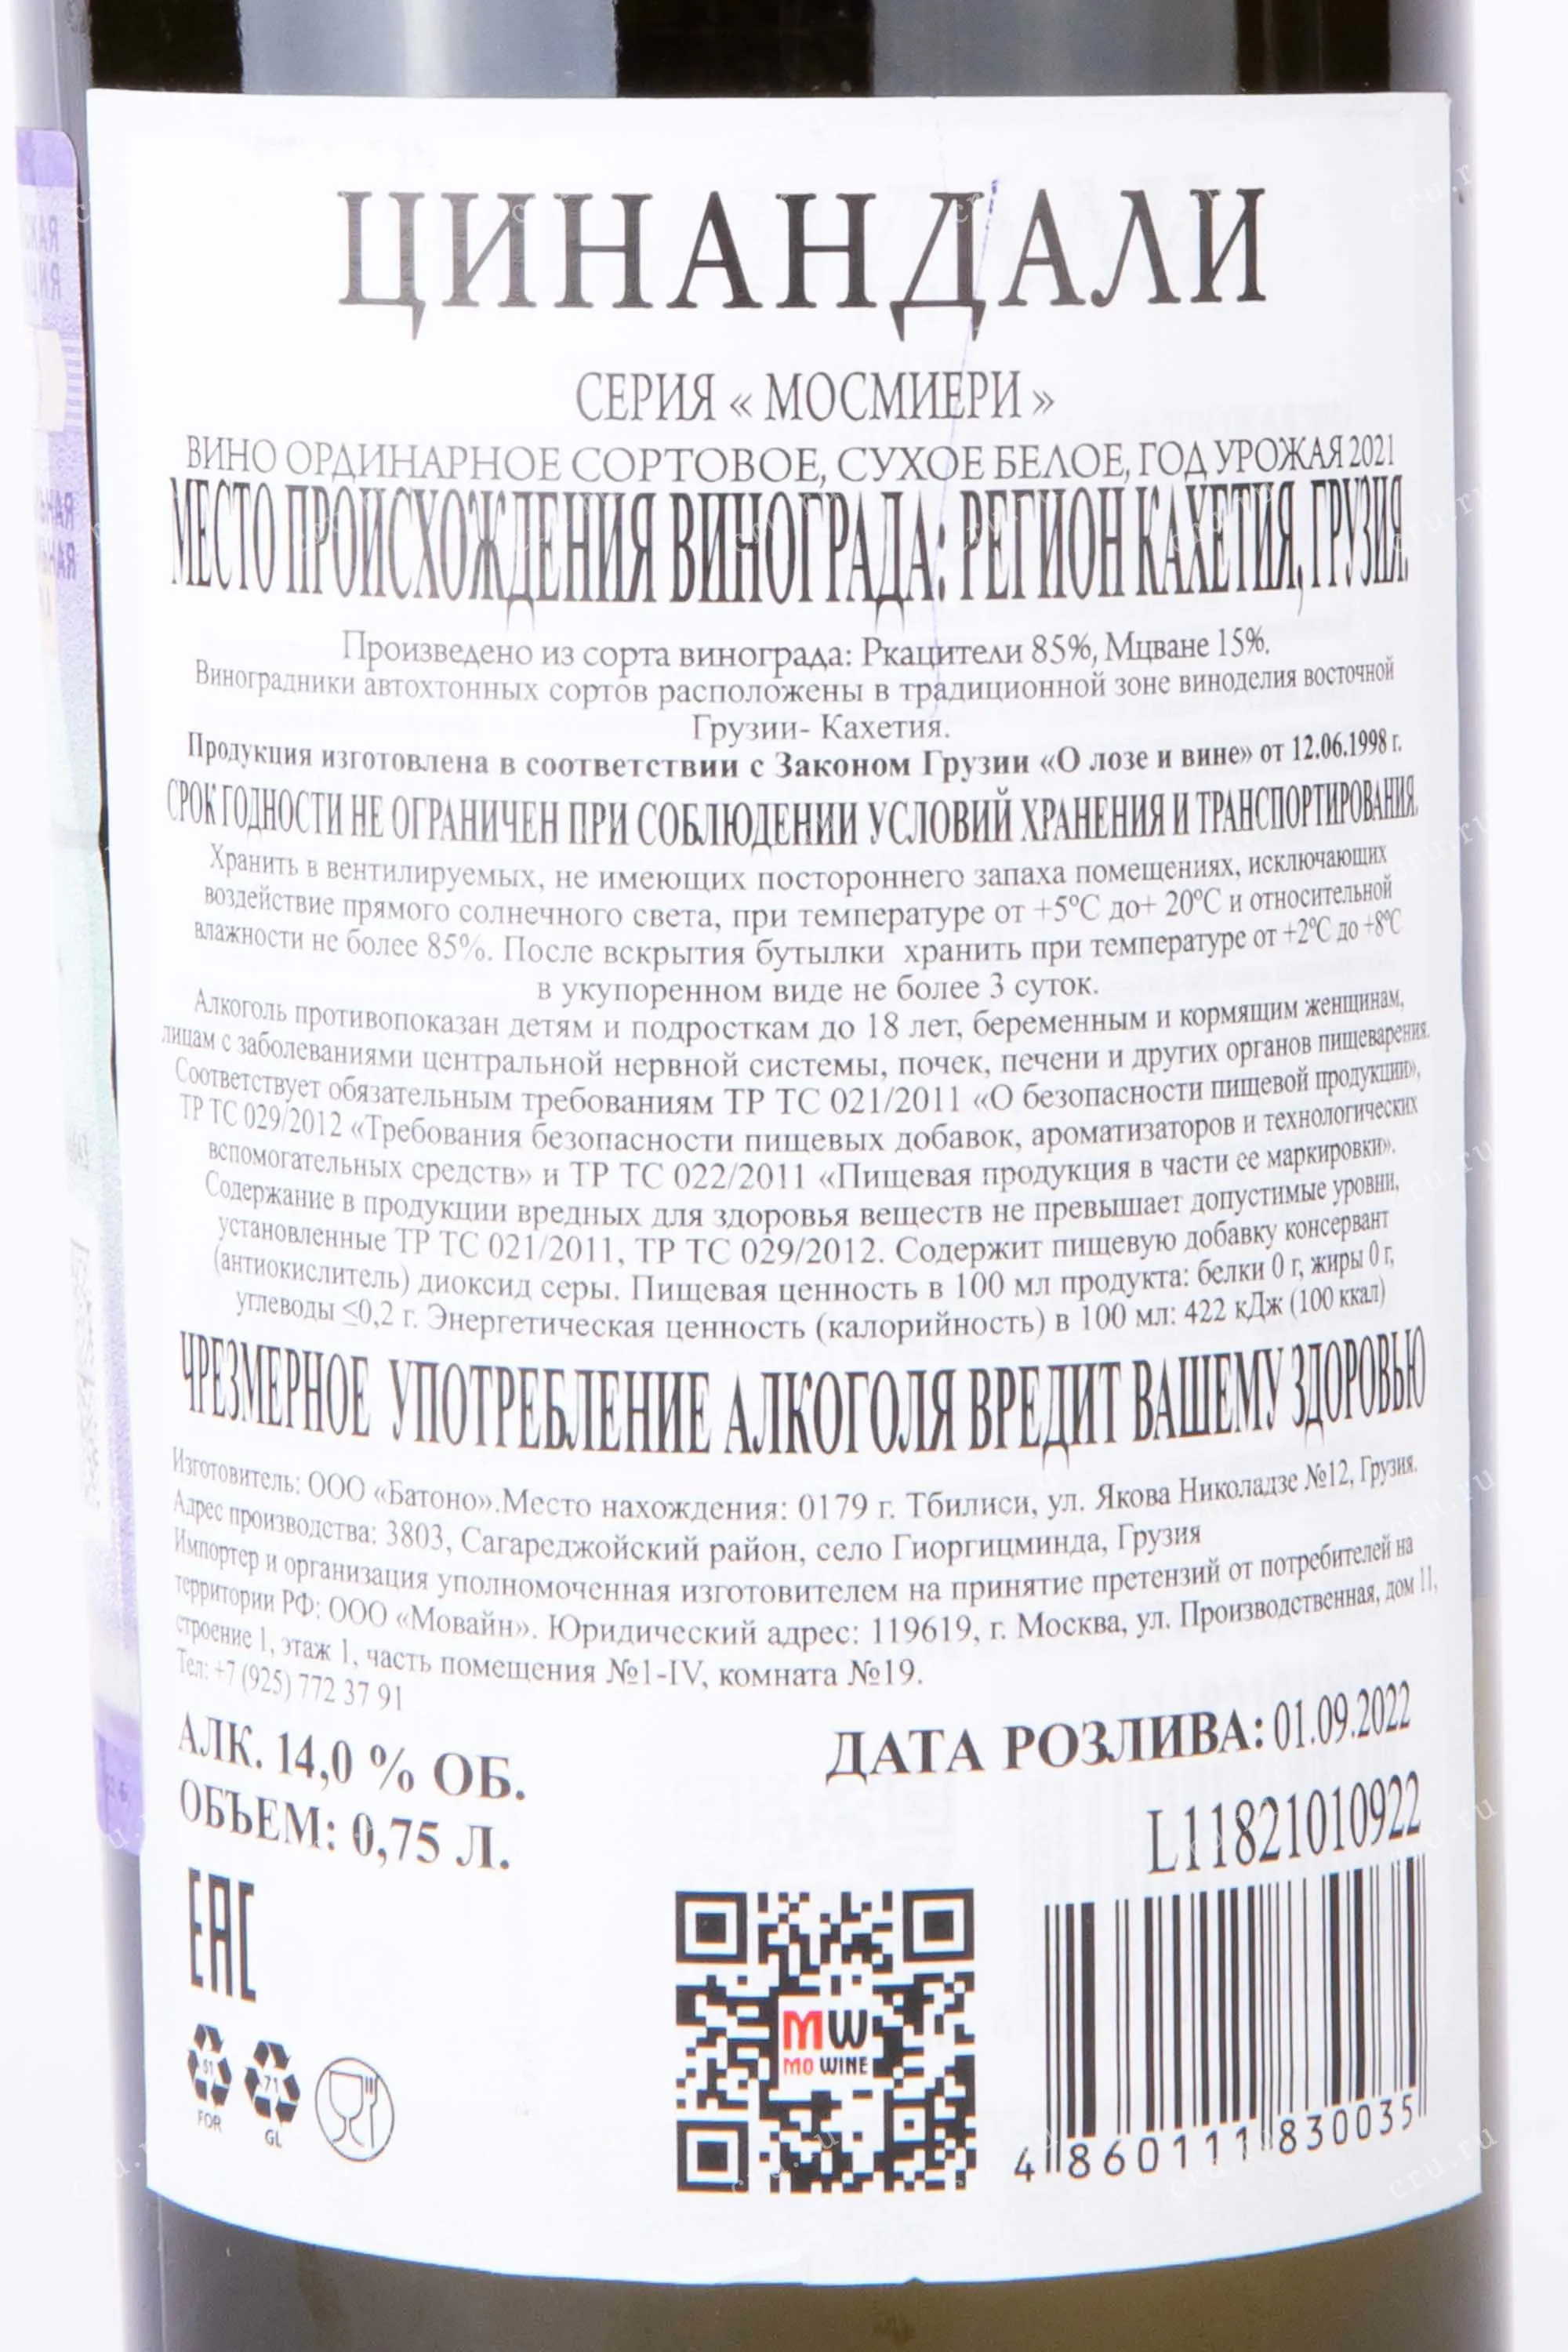 ЦИНАНДАЛИ
СЕРИЯ « МОСМИЕРИ »
ВИНО ОРДИНАРНОЕ СОРТОВОЕ, СУХОЕ БЕЛОЕ, ГОД УРОЖАЯ 2021
МЕСТО ПРОИСХОЖДЕНИЯ ВИНОГРАДА: РЕГИОН КАХЕТИЯ, ГРУЗИЯ.
Произведено из сорта винограда: Ркацители 85%, Мцване 15%.
Виноградники автохтонных сортов расположены в традиционной зоне виноделия восточной
Грузии- Кахетия.
Продукция изготовлена в соответствии с Законом Грузии «О лозе и вине» от 12.06.1998 г.
СРОК ГОДНОСТИ НЕ ОГРАНИЧЕН ПРИ СОБЛЮДЕНИИ УСЛОВИЙ ХРАНЕНИЯ И ТРАНСПОРТИРОВАНИЯ.
Хранить в вентилируемых, не имеющих постороннего запаха помещениях, исключающих
воздействие прямого солнечного света, при температуре от +5°C до+ 20°C и относительной
влажности не более 85%. После вскрытия бутылки хранить при температуре от +2°C до +8°C
в укупоренном виде не более 3 суток.
Алкоголь противопоказан детям и подросткам до 18 лет, беременным и кормящим женщинам,
лицам с заболеваниями центральной нервной системы, почек, печени и других органов пищеварения.
Соответствует обязательным требованиям ТР ТС 021/2011 «О безопасности пищевой продукции»,
ТР ТС 029/2012 «Требования безопасности пищевых добавок, ароматизаторов и технологических
вспомогательных средств» и ТР ТС 022/2011 «Пищевая продукция в части ее маркировки».
Содержание в продукции вредных для здоровья веществ не превышает допустимые уровни,
установленные ТР ТС 021/2011, ТР ТС 029/2012. Содержит пищевую добавку консервант
(антиокислитель) диоксид серы. Пищевая ценность в 100 мл продукта: белки 0 г, жиры 0 г,
углеводы ≤0,2 г. Энергетическая ценность (калорийность) в 100 мл: 422 кДж (100 ккал)
ЧРЕЗМЕРНОЕ УПОТРЕБЛЕНИЕ АЛКОГОЛЯ ВРЕДИТ ВАШЕМУ ЗДОРОВЬЮ
Изготовитель: ООО «Батоно».Место нахождения: 0179 г. Тбилиси, ул. Якова Николадзе №12, Грузия.
Адрес производства: 3803, Сагареджойский район, село Гиоргицминда, Грузия
Импортер и организация уполномоченная изготовителем на принятие претензий от потребителей на
территории РФ: ООО «Мовайн». Юридический адрес: 119619, г. Москва, ул. Производственная, дом 11,
строение 1, этаж 1, часть помещения №1-IV, комната №19.
Тел: +7 (925) 772 37 91
АЛК. 14,0 % ОБ.
ОБЪЕМ: 0,75 Л.
ДАТА РОЗЛИВА: 01.09.2022
L11821010922
EAC
51
FOR
71
GL
MW
MO WINE
4 860111 830035
cru.ru